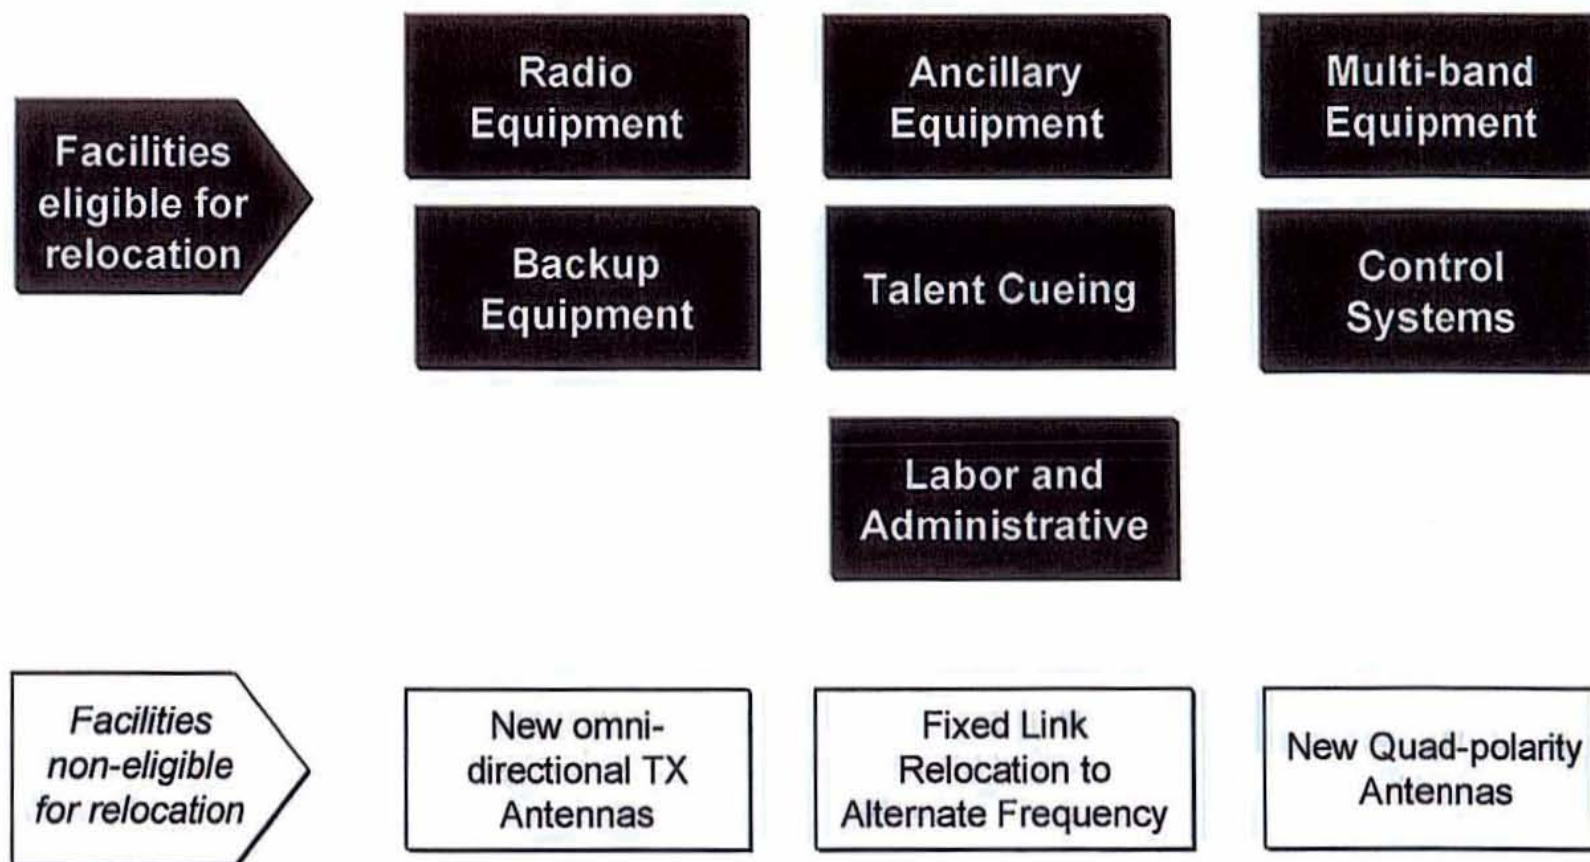 Facilities
eligible for
relocation
Radio
Equipment
Ancillary
Equipment
Multi-band
Equipment
Backup
Equipment
Talent Cueing
Control
Systems
Labor and
Administrative
Facilities
non-eligible
for relocation
New omni-
directional TX
Antennas
Fixed Link
Relocation to
Alternate Frequency
New Quad-polarity
Antennas